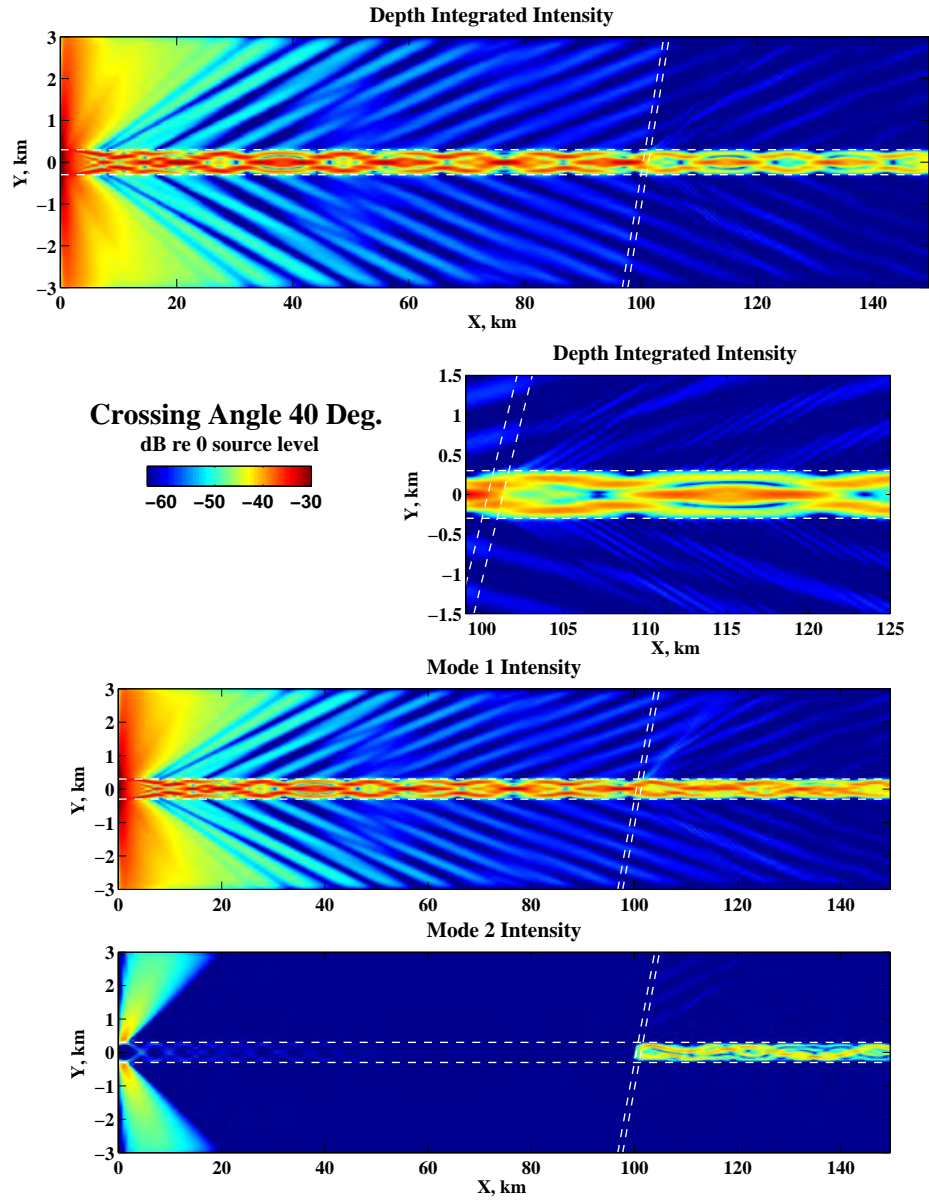 Depth Integrated Intensity
3
2
1
0
−1
−2
−3
Y, km
0 20 40 60 80 100 120 140
X, km
Depth Integrated Intensity
Crossing Angle 40 Deg.
dB re 0 source level
−60 −50 −40 −30
1.5
1
0.5
0
−0.5
−1
−1.5
Y, km
100 105 110 115 120 125
X, km
Mode 1 Intensity
3
2
1
0
−1
−2
−3
Y, km
0 20 40 60 80 100 120 140
Mode 2 Intensity
3
2
1
0
−1
−2
−3
Y, km
0 20 40 60 80 100 120 140
X, km